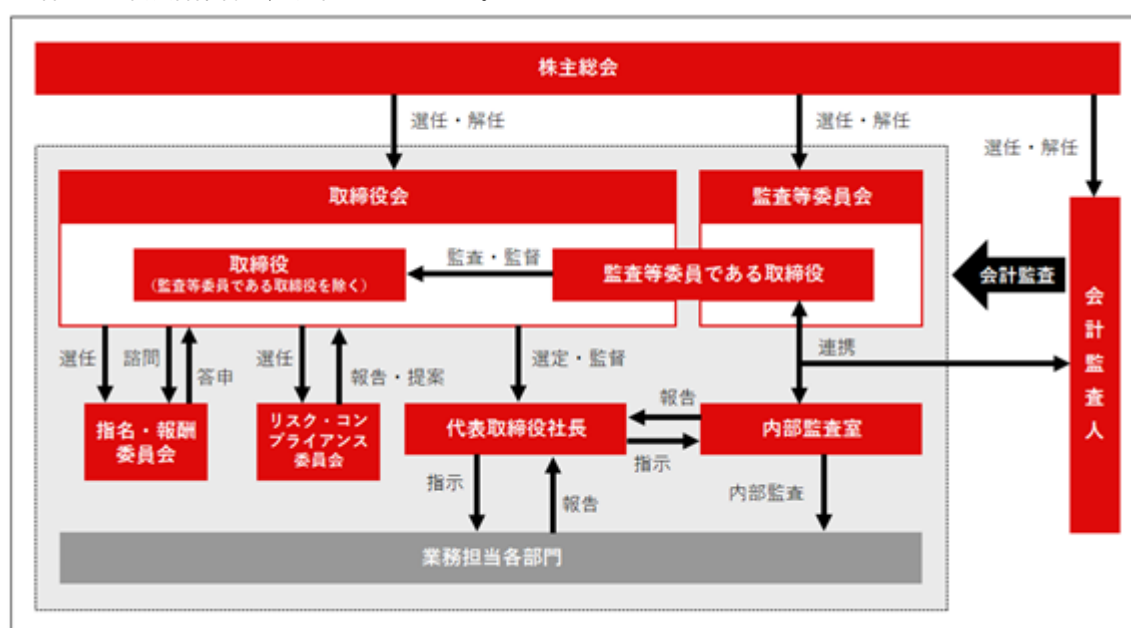 株主総会
選任・解任
選任・解任
選任・解任
取締役会
監査等委員会
取締役
（監査等委員である取締役を除く）
監査・監督
監査等委員である取締役
会計監査
会計監査人
選任
諮問
答申
選任
報告・提案
選定・監督
連携
指名・報酬
委員会
リスク・コン
プライアンス
委員会
代表取締役社長
報告
指示
内部監査室
指示
報告
内部監査
業務担当各部門